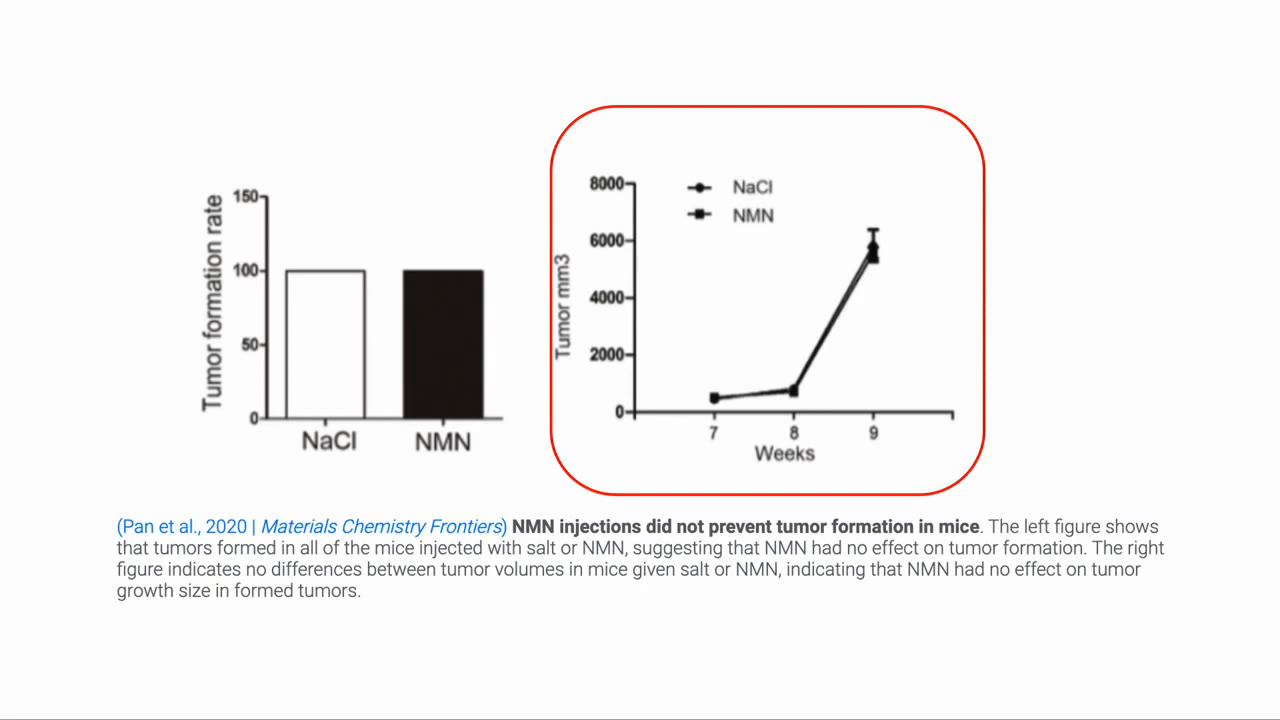 150
100
50
0
Tumor formation rate
NaCl
NMN
8000
6000
4000
2000
0
Tumor mm3
NaCl
NMN
7
8
9
Weeks
(Pan et al., 2020 | Materials Chemistry Frontiers) NMN injections did not prevent tumor formation in mice. The left figure shows
that tumors formed in all of the mice injected with salt or NMN, suggesting that NMN had no effect on tumor formation. The right
figure indicates no differences between tumor volumes in mice given salt or NMN, indicating that NMN had no effect on tumor
growth size in formed tumors.